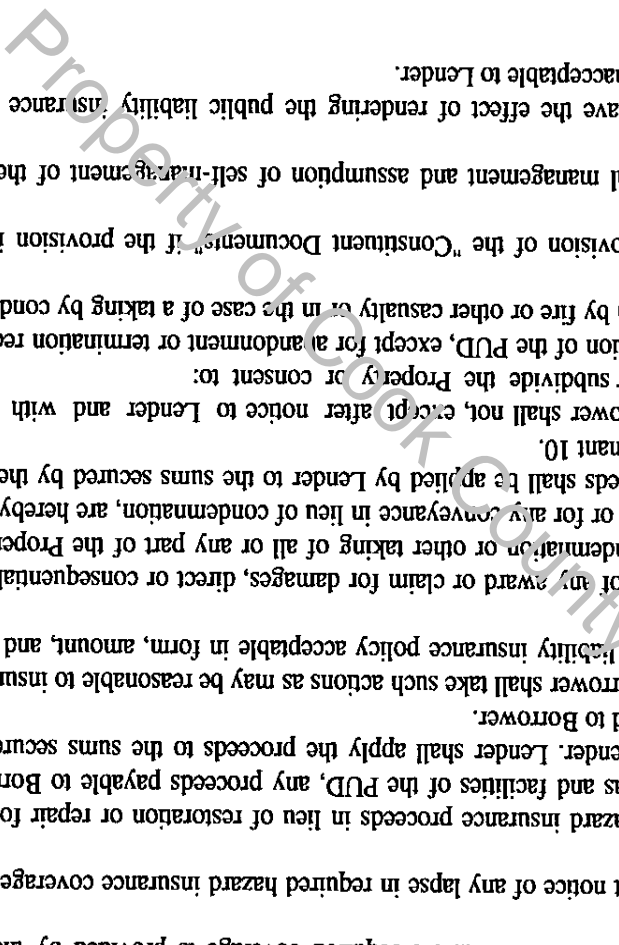 coverage is provided by the
t notice of any lapse in required hazard insurance coverage
azard insurance proceeds in lieu of restoration or repair fo
as and facilities of the PUD, any proceeds payable to Bor
ender. Lender shall apply the proceeds to the sums secure
d to Borrower.
rrower shall take such actions as may be reasonable to insu
liability insurance policy acceptable in form, amount, and
of any award or claim for damages, direct or consequential
ndemnation or other taking of all or any part of the Prope
or for any conveyance in lieu of condemnation, are hereby
eds shall be applied by Lender to the sums secured by the
nant 10.
ower shall not, except after notice to Lender and with
r subdivide the Property or consent to:
ion of the PUD, except for abandonment or termination re
by fire or other casualty or in the case of a taking by cond
ovision of the "Constituent Documents" if the provision i
l management and assumption of self-management of the
ave the effect of rendering the public liability insurance
nacceptable to Lender.
Property of Cook County